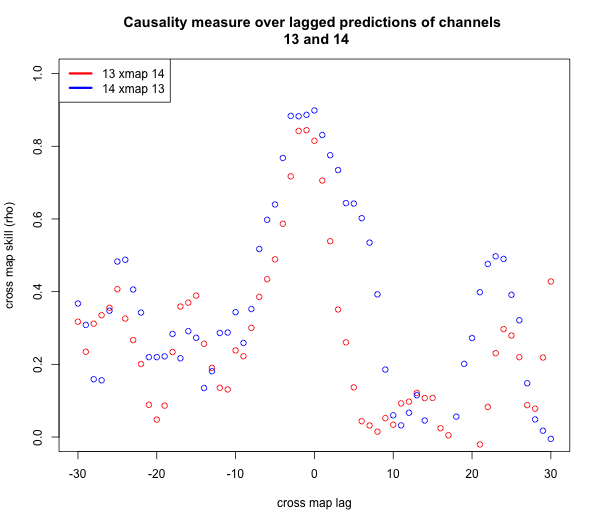 Causality measure over lagged predictions of channels
13 and 14
13 xmap 14
14 xmap 13
cross map skill (rho)
1.0
0.8
0.6
0.4
0.2
0.0
-30 -20 -10 0 10 20 30
cross map lag